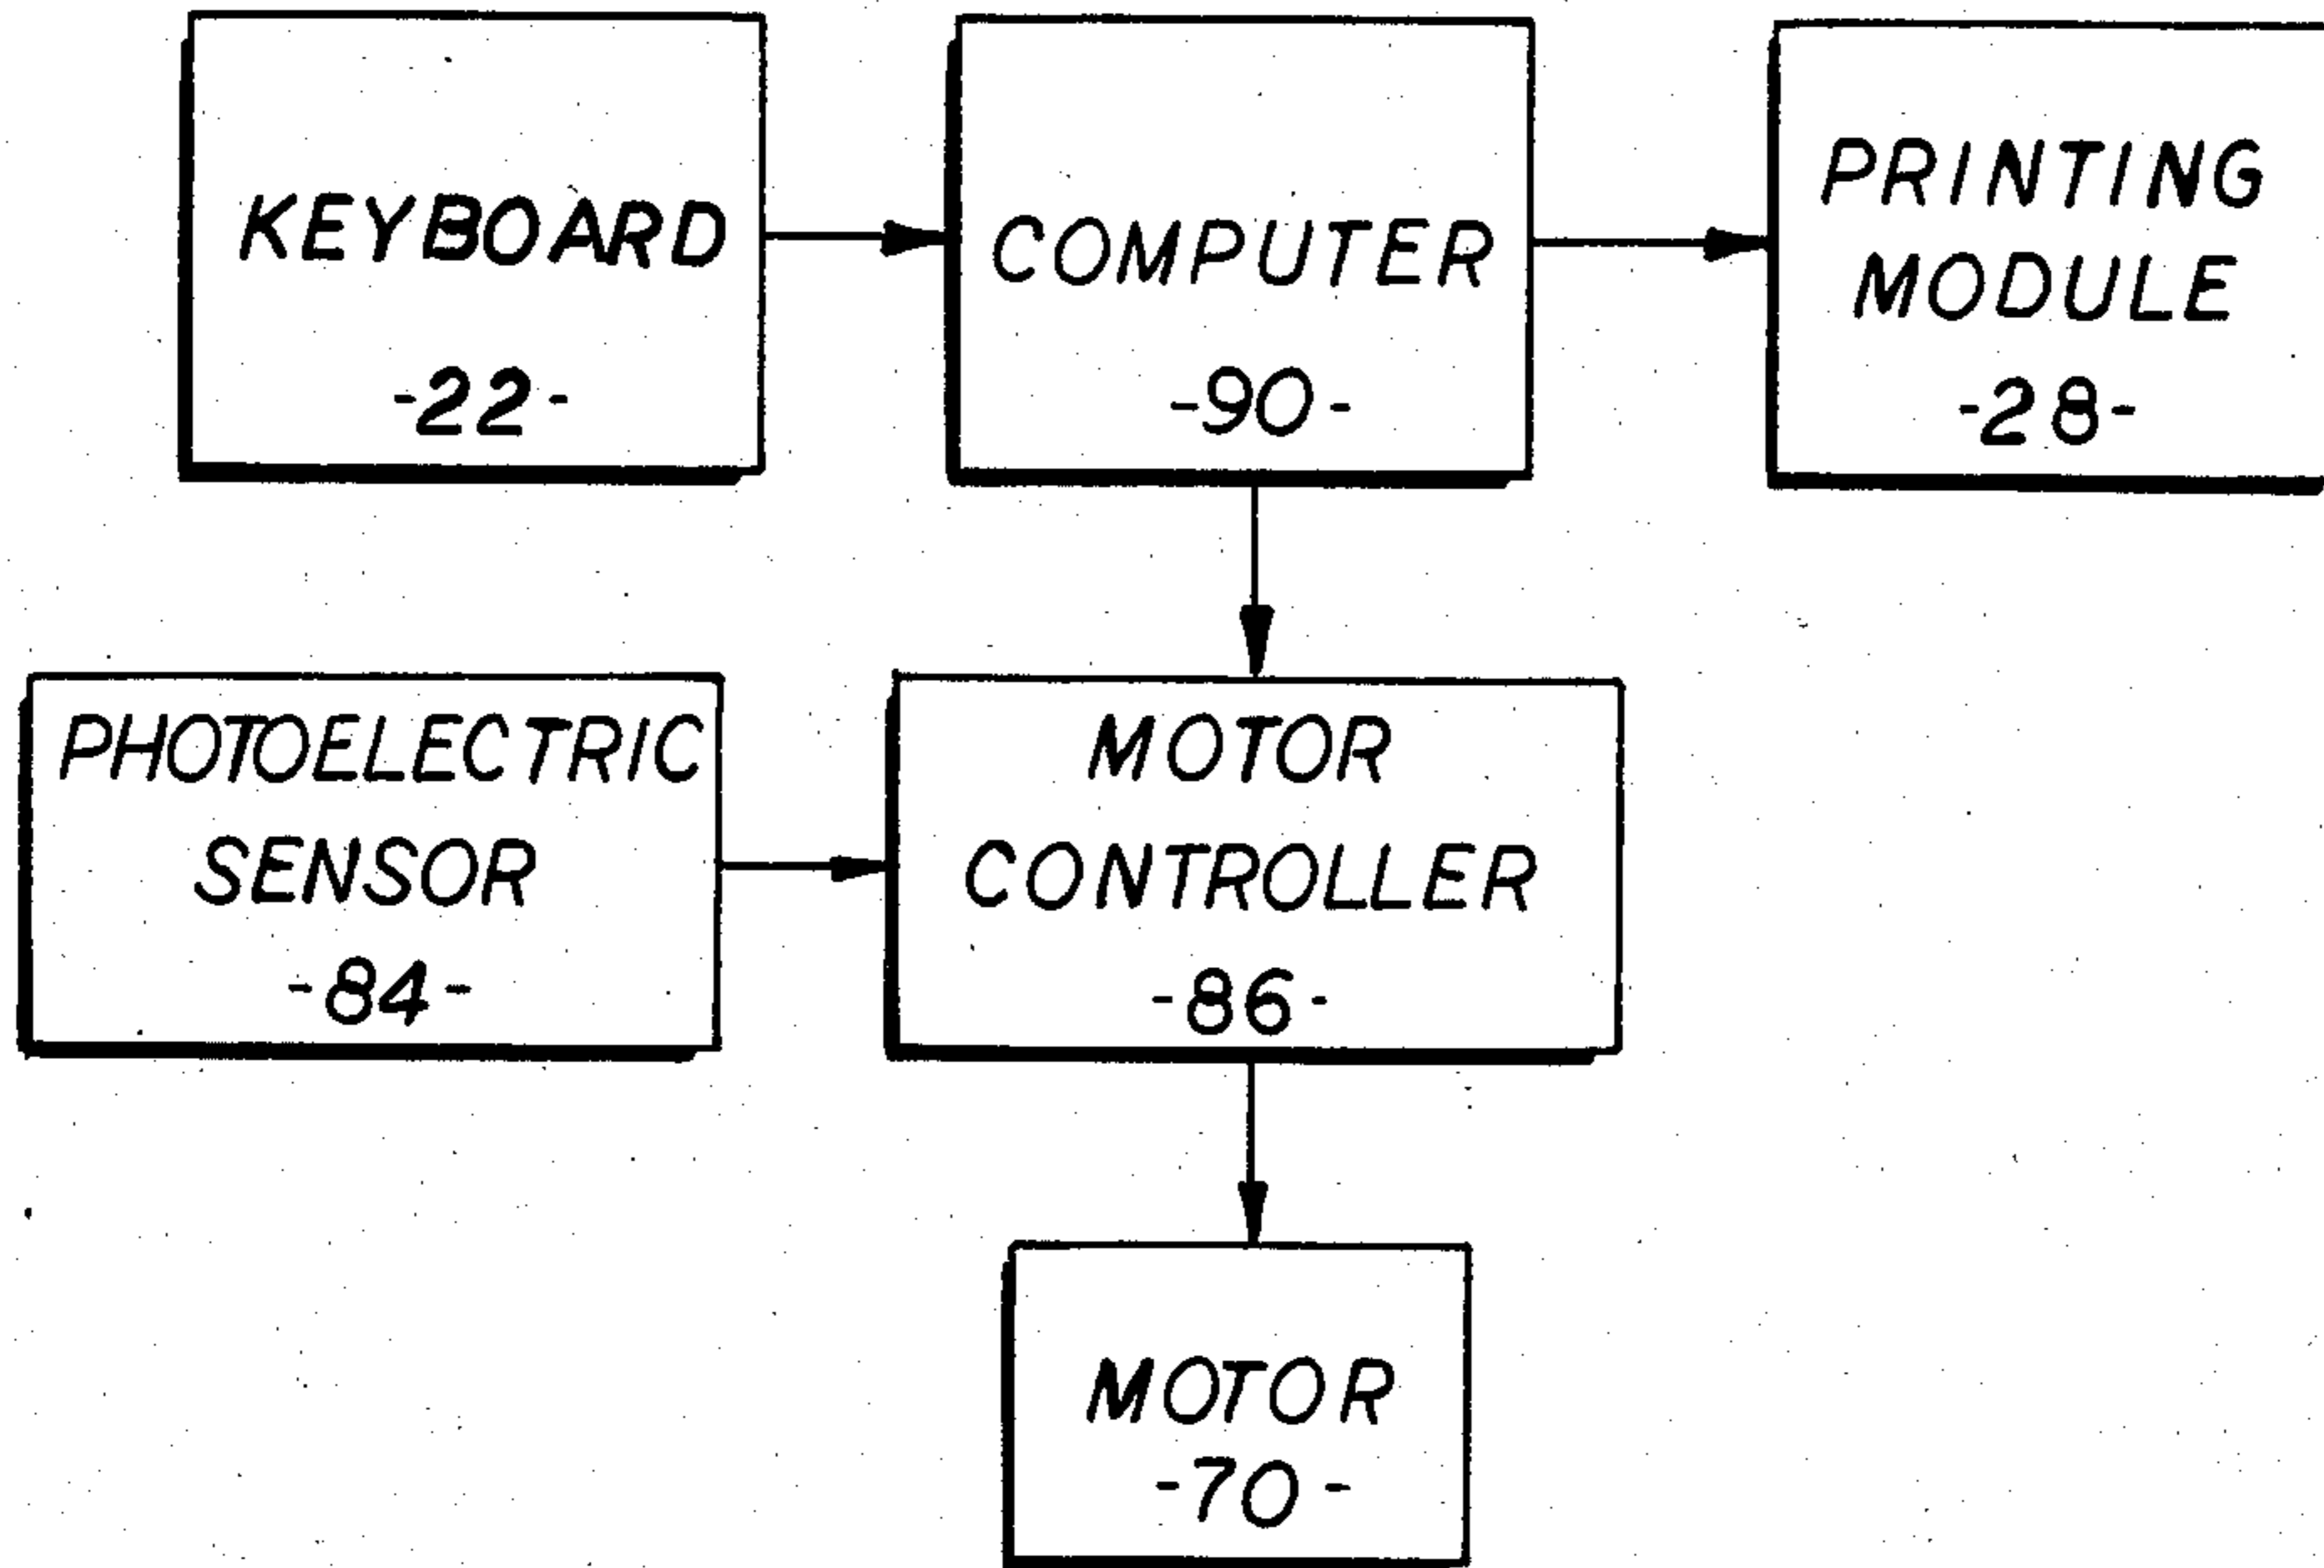 KEYBOARD
-22-
COMPUTER
-90-
PRINTING
MODULE
-28-
PHOTOELECTRIC
SENSOR
-84-
MOTOR
CONTROLLER
-86-
MOTOR
-70-